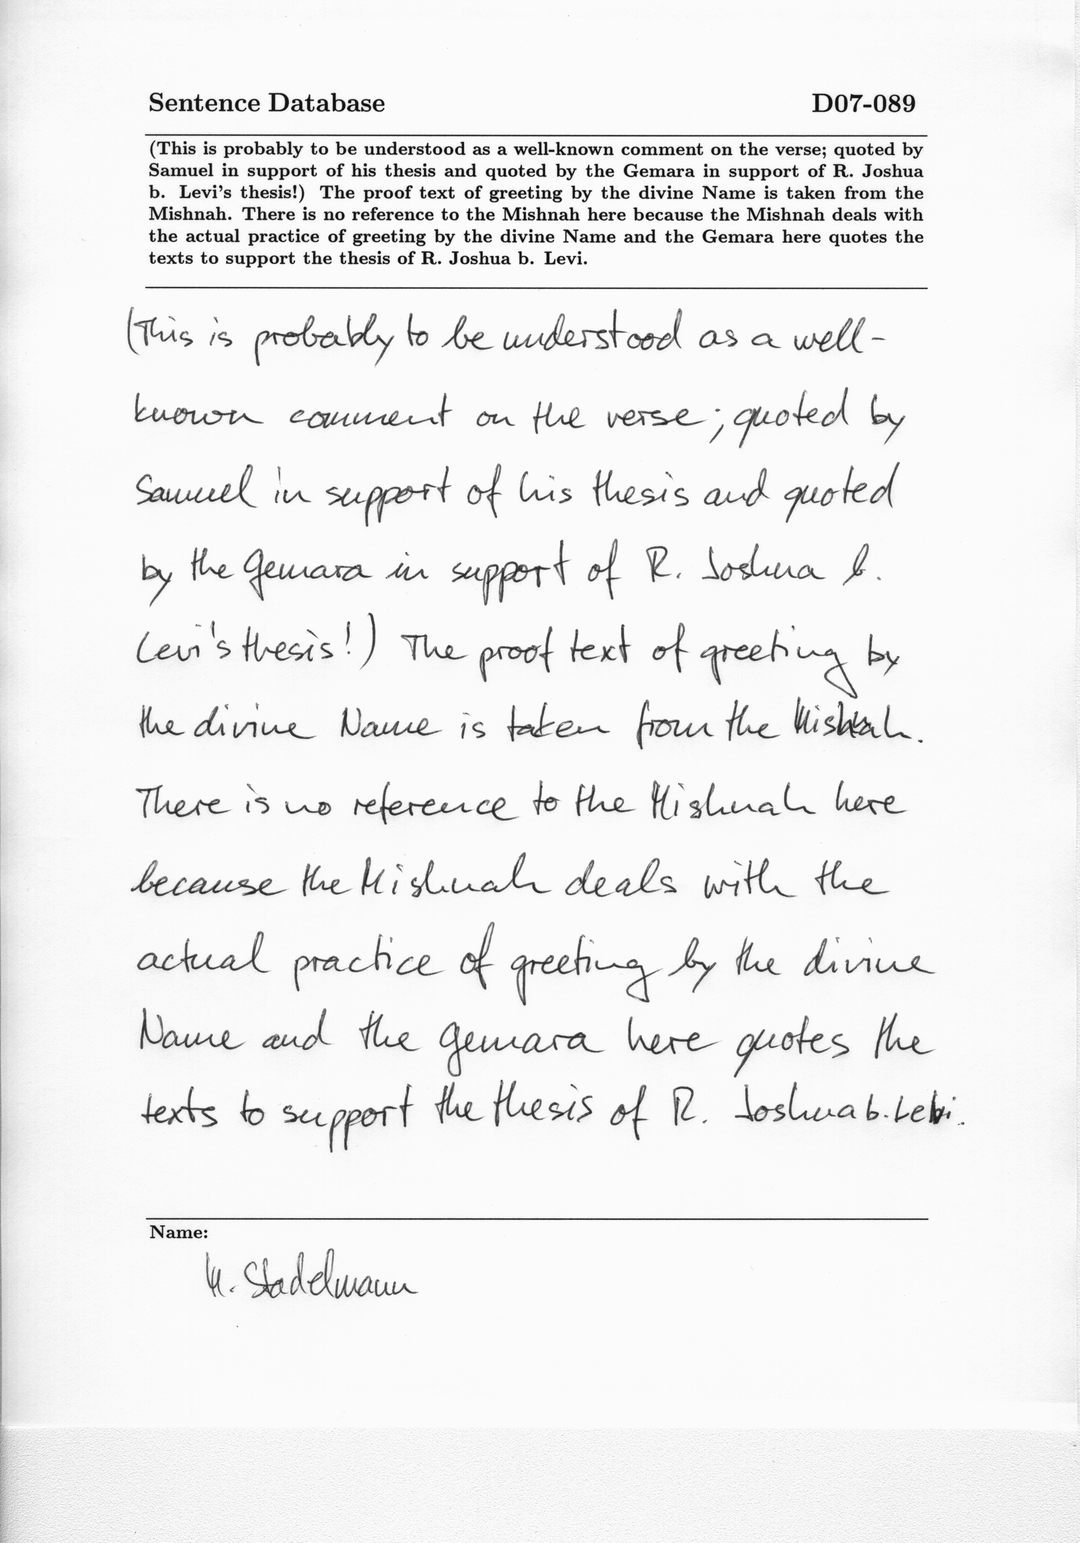 Sentence Database D07-089
(This is probably to be understood as a well-known comment on the verse; quoted by
Samuel in support of his thesis and quoted by the Gemara in support of R. Joshua
b. Levi's thesis!) The proof text of greeting by the divine Name is taken from the
Mishnah. There is no reference to the Mishnah here because the Mishnah deals with
the actual practice of greeting by the divine Name and the Gemara here quotes the
texts to support the thesis of R. Joshua b. Levi.
(This is probably to be understood as a well-
known comment on the verse; quoted by
Samuel in support of his thesis and quoted
by the Gemara in support of R. Joshua b.
Levi's thesis!) The proof text of greeting by
the divine Name is taken from the Mishnah.
There is no reference to the Mishnah here
because the Mishnah deals with the
actual practice of greeting by the divine
Name and the Gemara here quotes the
texts to support the thesis of R. Joshua b. Levi.
Name:
M. Stadelmann